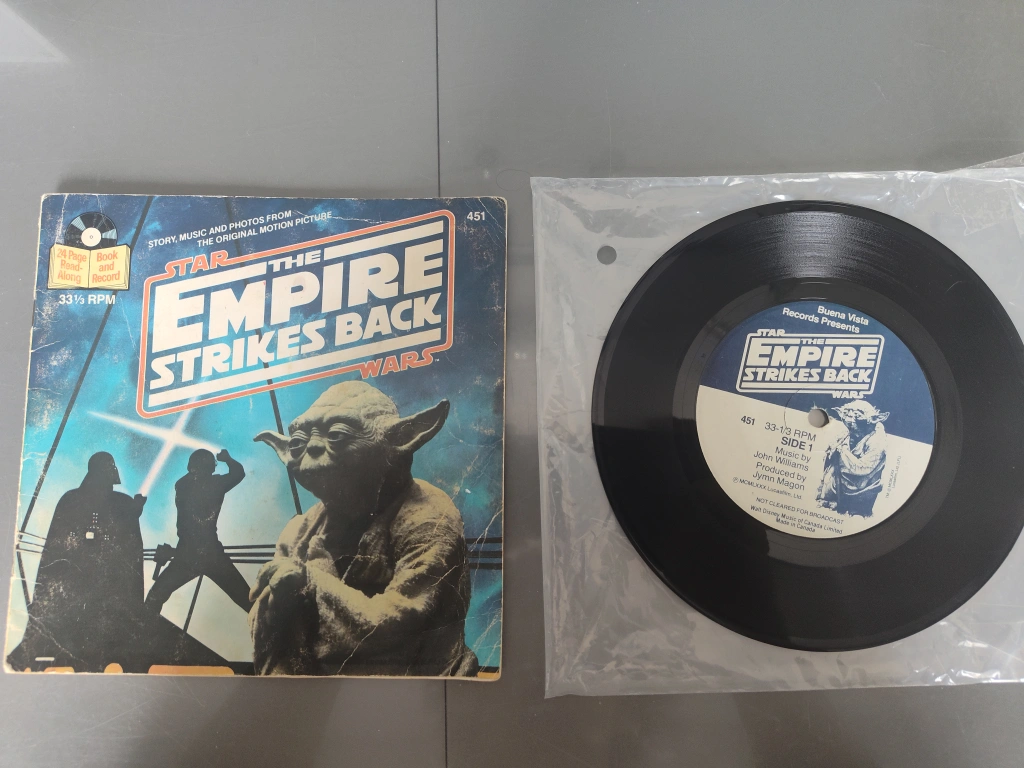 24 Page
Read-
Along
Book
and
Record
33⅓ RPM
STORY, MUSIC AND PHOTOS FROM
THE ORIGINAL MOTION PICTURE
451
STAR
THE
EMPIRE
STRIKES BACK
WARS™
Buena Vista
Records Presents
STAR
THE
EMPIRE
STRIKES BACK
WARS
451
33-1/3 RPM
SIDE 1
Music by
John Williams
Produced by
Jymn Magon
℗ MCMLXXX Lucasfilm, Ltd.
NOT CLEARED FOR BROADCAST
Walt Disney Music of Canada Limited
Made in Canada